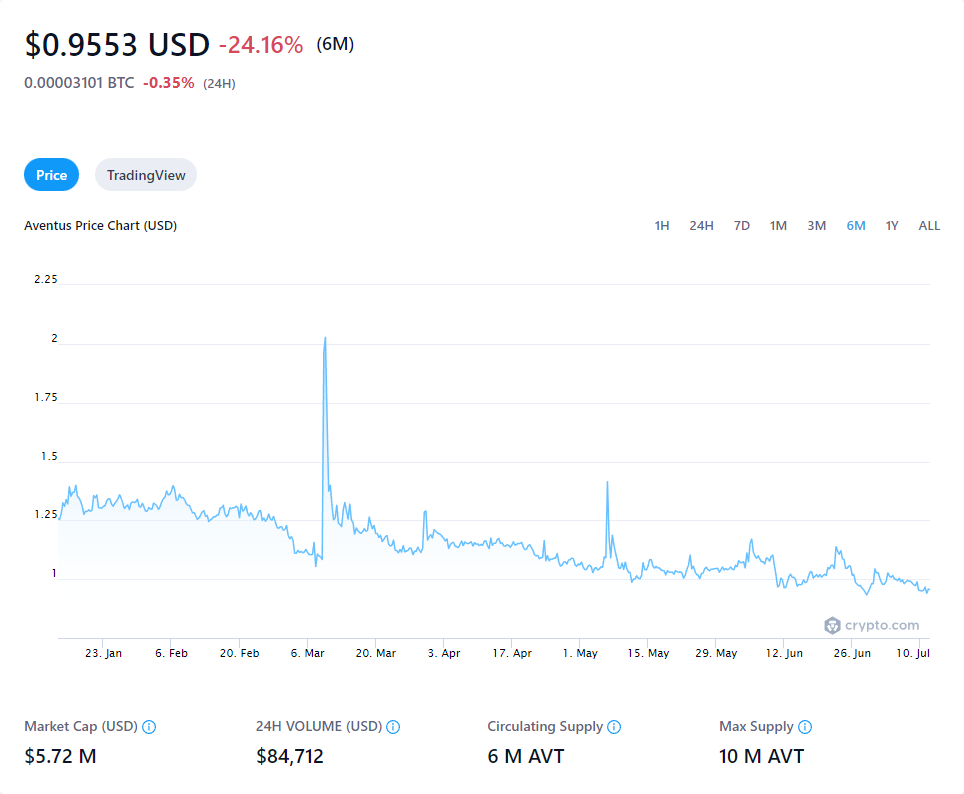 $0.9553 USD -24.16% (6M)
0.00003101 BTC -0.35% (24H)
Price TradingView
Aventus Price Chart (USD) 1H 24H 7D 1M 3M 6M 1Y ALL
2.25
2
1.75
1.5
1.25
1
crypto.com
23. Jan 6. Feb 20. Feb 6. Mar 20. Mar 3. Apr 17. Apr 1. May 15. May 29. May 12. Jun 26. Jun 10. Jul
Market Cap (USD) 24H VOLUME (USD) Circulating Supply Max Supply
$5.72 M $84,712 6 M AVT 10 M AVT